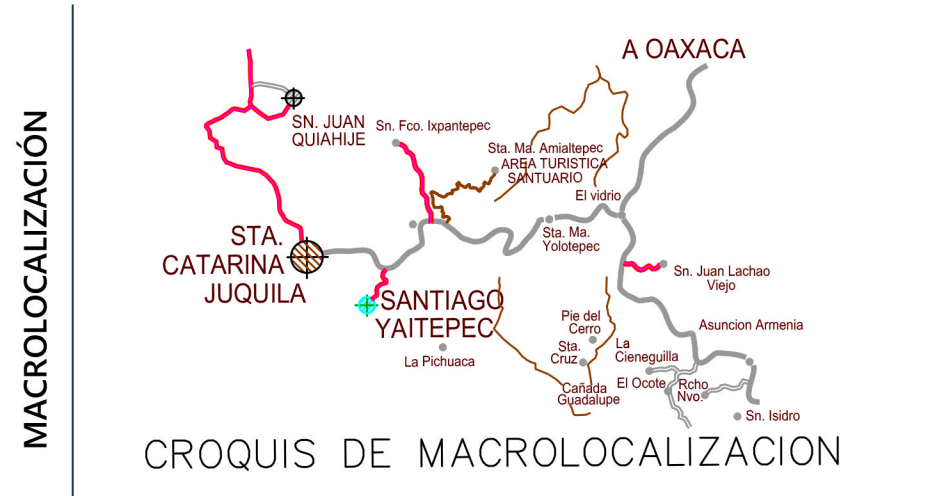 MACROLOCALIZACIÓN
A OAXACA
SN. JUAN
QUIAHIJE
Sn. Fco. Ixpantepec
Sta. Ma. Amialtepec
AREA TURISTICA
SANTUARIO
El vidrio
STA.
CATARINA
JUQUILA
Sta. Ma.
Yolotepec
Sn. Juan Lachao
Viejo
SANTIAGO
YAITEPEC
La Pichuaca
Pie del
Cerro
Sta.
Cruz
La
Cieneguilla
Asuncion Armenia
Cañada
Guadalupe
El Ocote
Rcho
Nvo.
Sn. Isidro
CROQUIS DE MACROLOCALIZACION